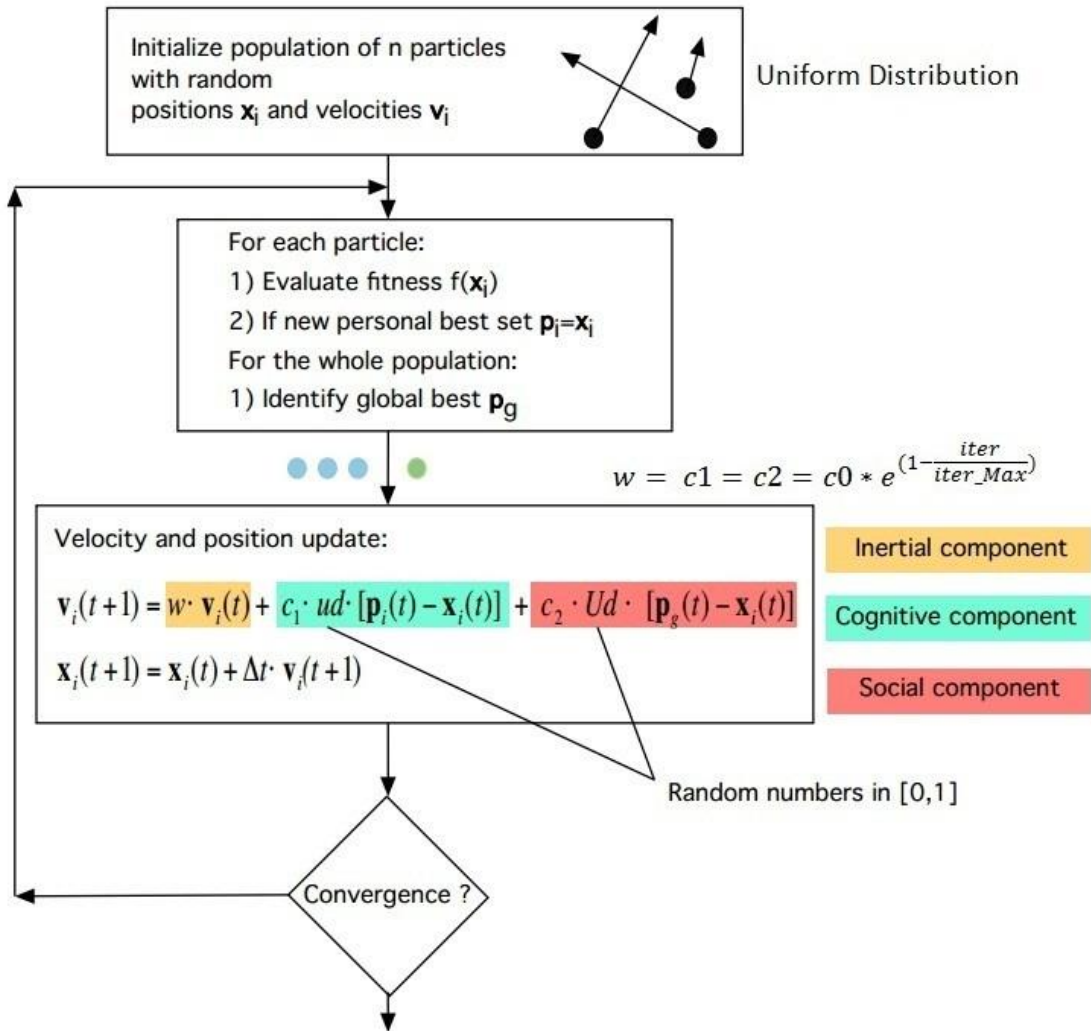 Initialize population of n particles
with random
positions xᵢ and velocities vᵢ
Uniform Distribution
For each particle:
1) Evaluate fitness f(xᵢ)
2) If new personal best set pᵢ=xᵢ
For the whole population:
1) Identify global best p_g
w = c1 = c2 = c0 * e^(1-iter/iter_Max)
Velocity and position update:
vᵢ(t+1) = w· vᵢ(t) + c₁· ud· [pᵢ(t) − xᵢ(t)] + c₂ · Ud · [p_g(t) − xᵢ(t)]
xᵢ(t+1) = xᵢ(t) + Δt· vᵢ(t+1)
Inertial component
Cognitive component
Social component
Random numbers in [0,1]
Convergence ?